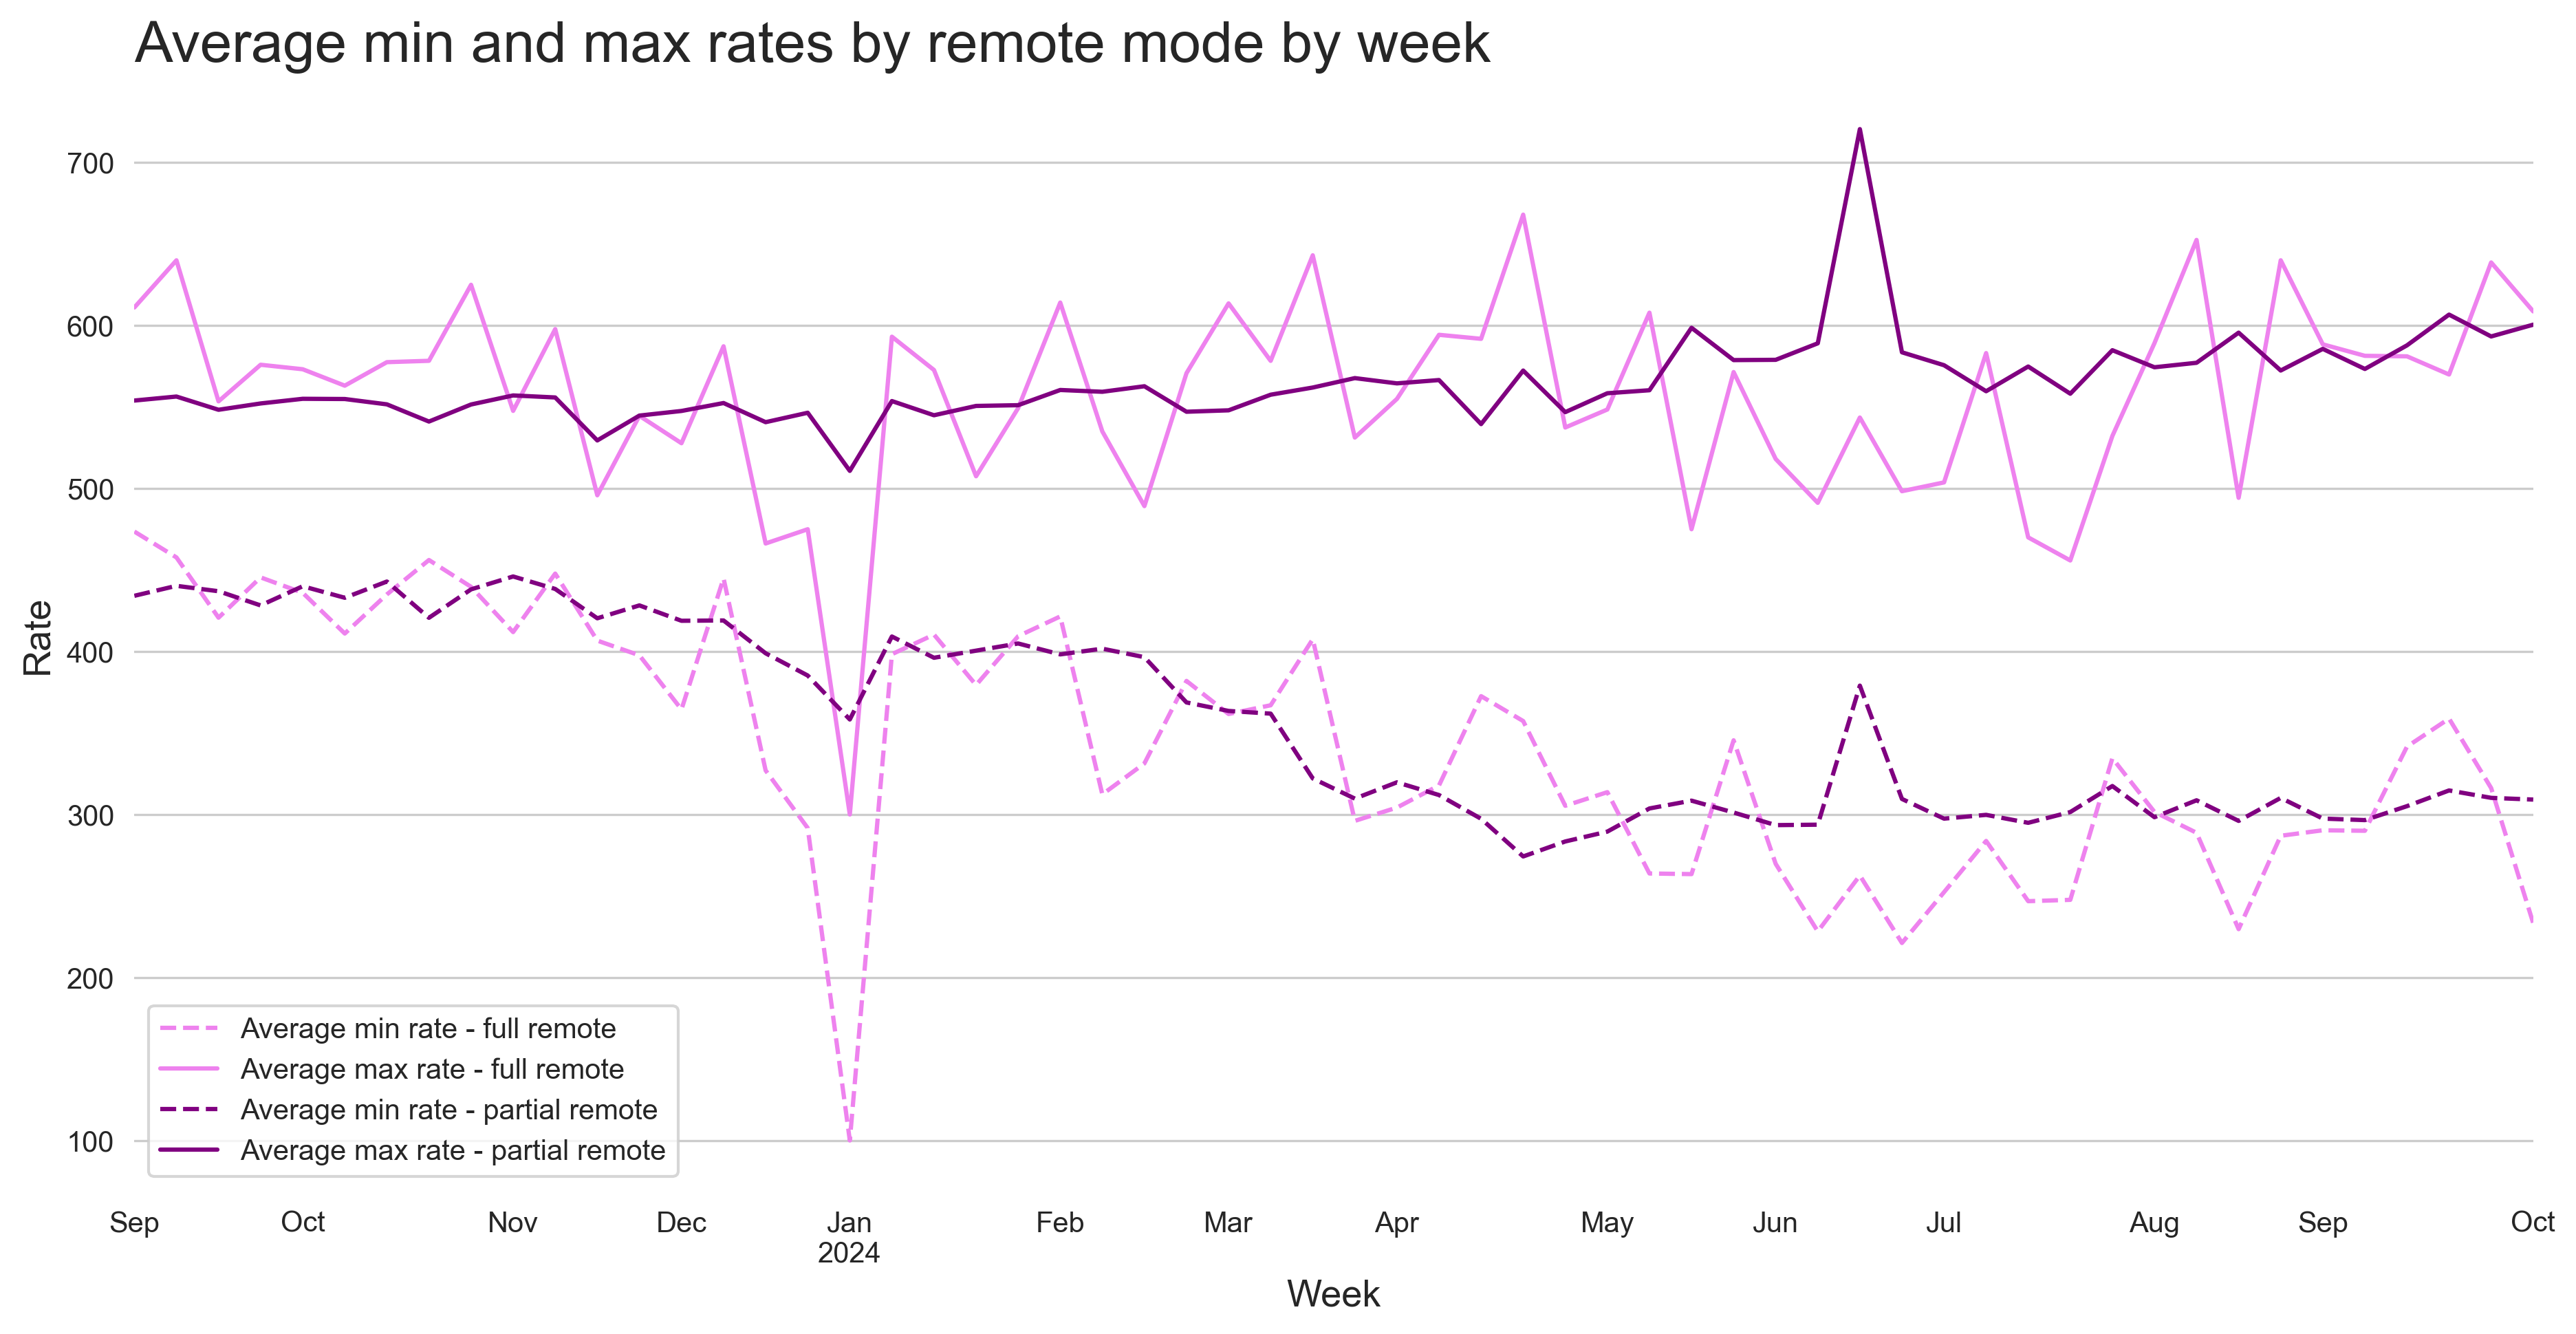 Average min and max rates by remote mode by week
700
600
500
400
300
200
100
Rate
Average min rate - full remote
Average max rate - full remote
Average min rate - partial remote
Average max rate - partial remote
Sep Oct Nov Dec Jan Feb Mar Apr May Jun Jul Aug Sep Oct
2024
Week